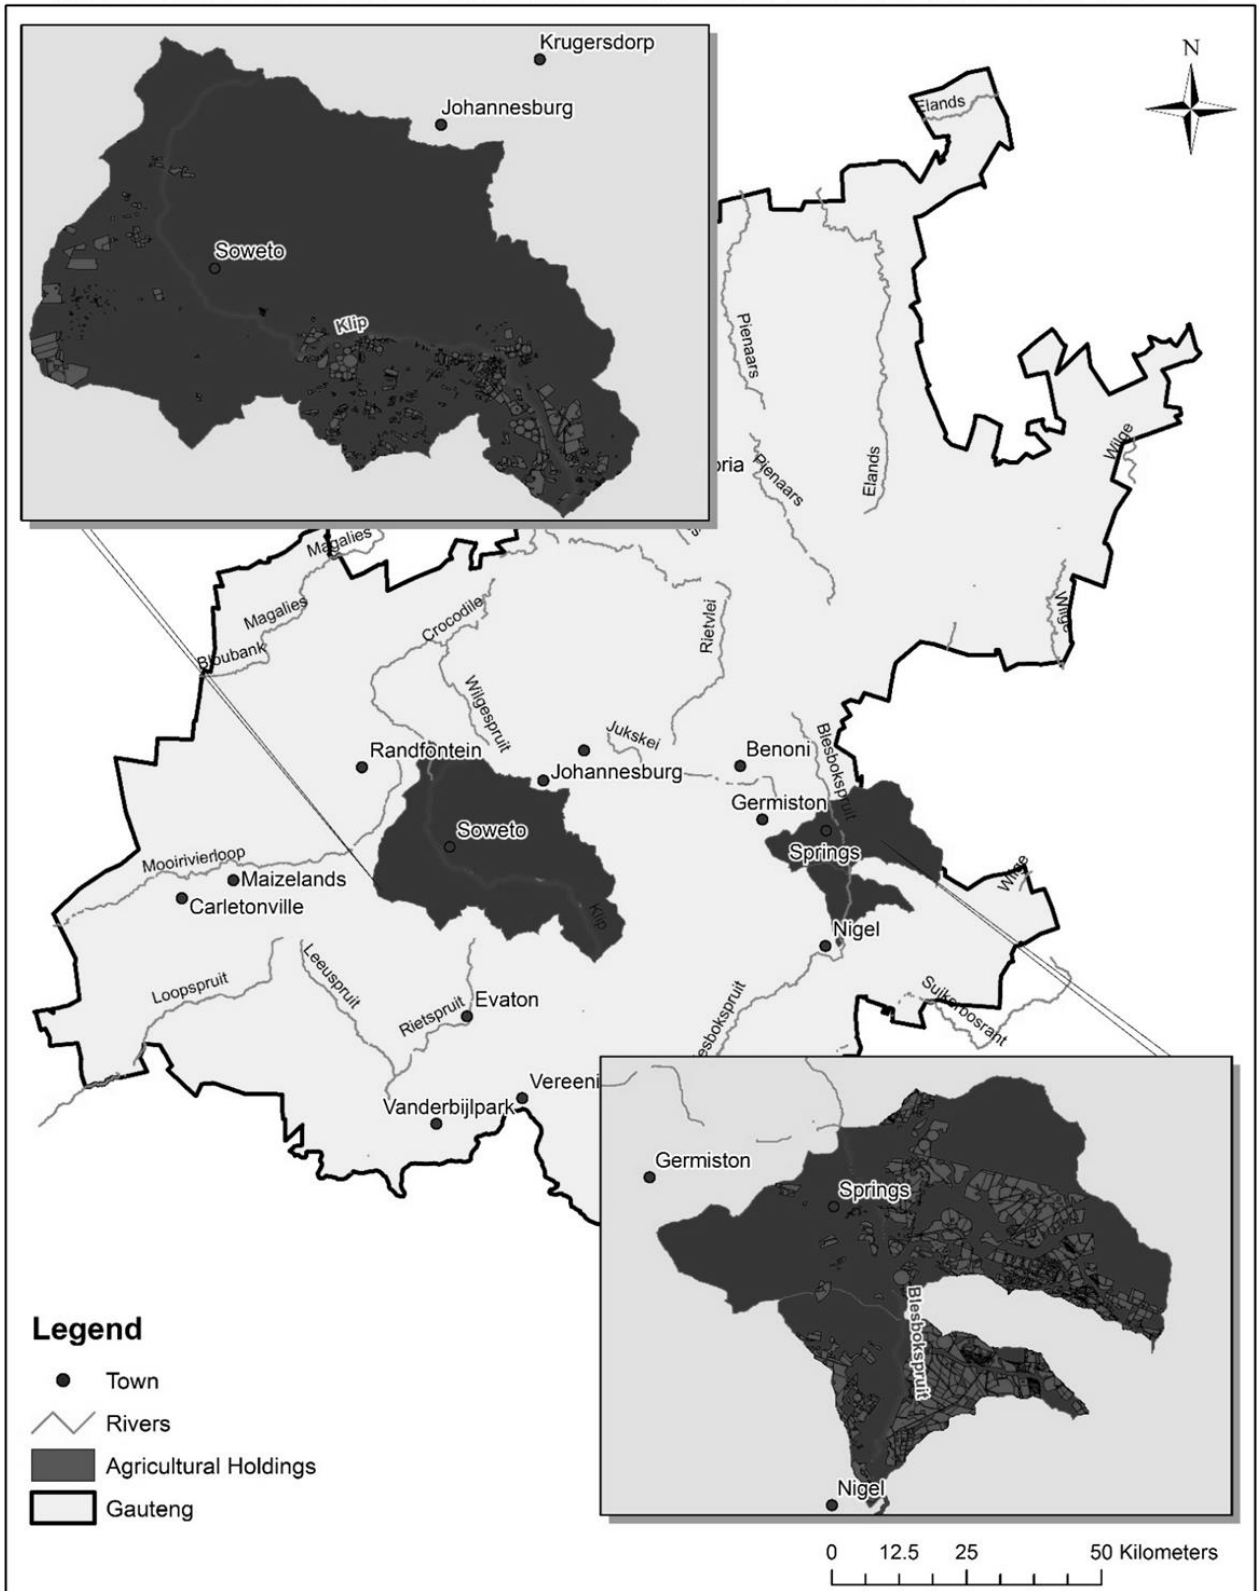 Krugersdorp
N
Johannesburg
Elands
Soweto
Klip
Pienaars
Pienaars
Elands
Wilge
Magalies
Magalies
Bloubank
Crocodile
Rietvlei
Wilge
Wilgespruit
Jukskei
Blesbokspruit
Randfontein
Benoni
Johannesburg
Germiston
Soweto
Springs
Mooirivierloop
Maizelands
Carletonville
Wilge
Klip
Nigel
Loopspruit
Leeuspruit
Rietspruit
Evaton
esbokspruit
Suikerbosrant
Vereeni
Vanderbijlpark
Germiston
Springs
Blesbokspruit
Nigel
Legend
Town
Rivers
Agricultural Holdings
Gauteng
0 12.5 25 50 Kilometers